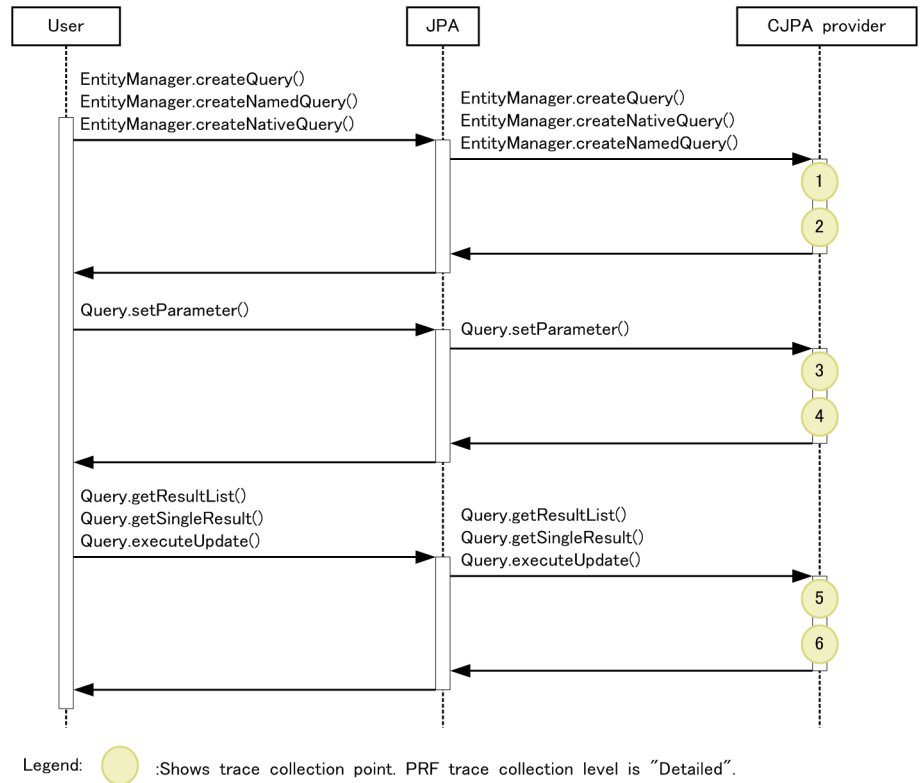 User
JPA
CJPA provider
EntityManager.createQuery()
EntityManager.createNamedQuery()
EntityManager.createNativeQuery()
EntityManager.createQuery()
EntityManager.createNativeQuery()
EntityManager.createNamedQuery()
1
2
Query.setParameter()
Query.setParameter()
3
4
Query.getResultList()
Query.getSingleResult()
Query.executeUpdate()
Query.getResultList()
Query.getSingleResult()
Query.executeUpdate()
5
6
Legend: :Shows trace collection point. PRF trace collection level is "Detailed".